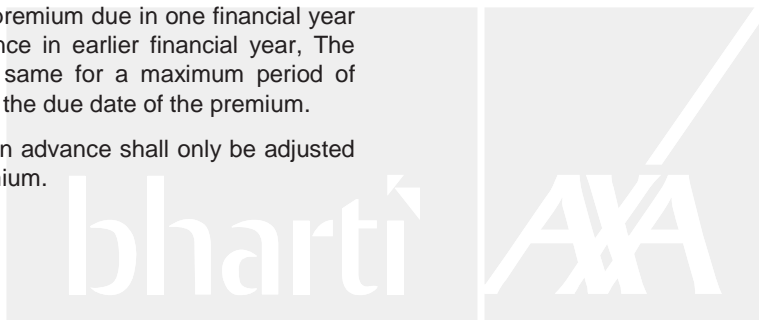 premium due in one financial year
nce in earlier financial year, The
same for a maximum period of
the due date of the premium.
n advance shall only be adjusted
nium.
bharti AXA